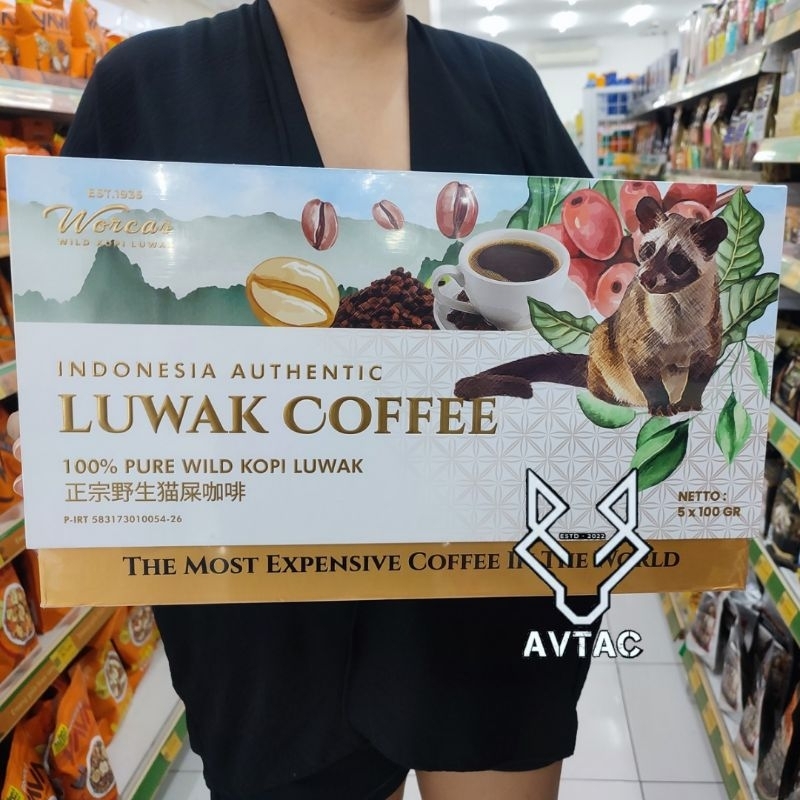 EST.1935
Worcas
WILD KOPI LUWAK
INDONESIA AUTHENTIC
LUWAK COFFEE
100% PURE WILD KOPI LUWAK
正宗野生猫屎咖啡
P-IRT 583173010054-26
NETTO :
5 x 100 GR
THE MOST EXPENSIVE COFFEE IN THE WORLD
ESTD - 2022
AVTAC